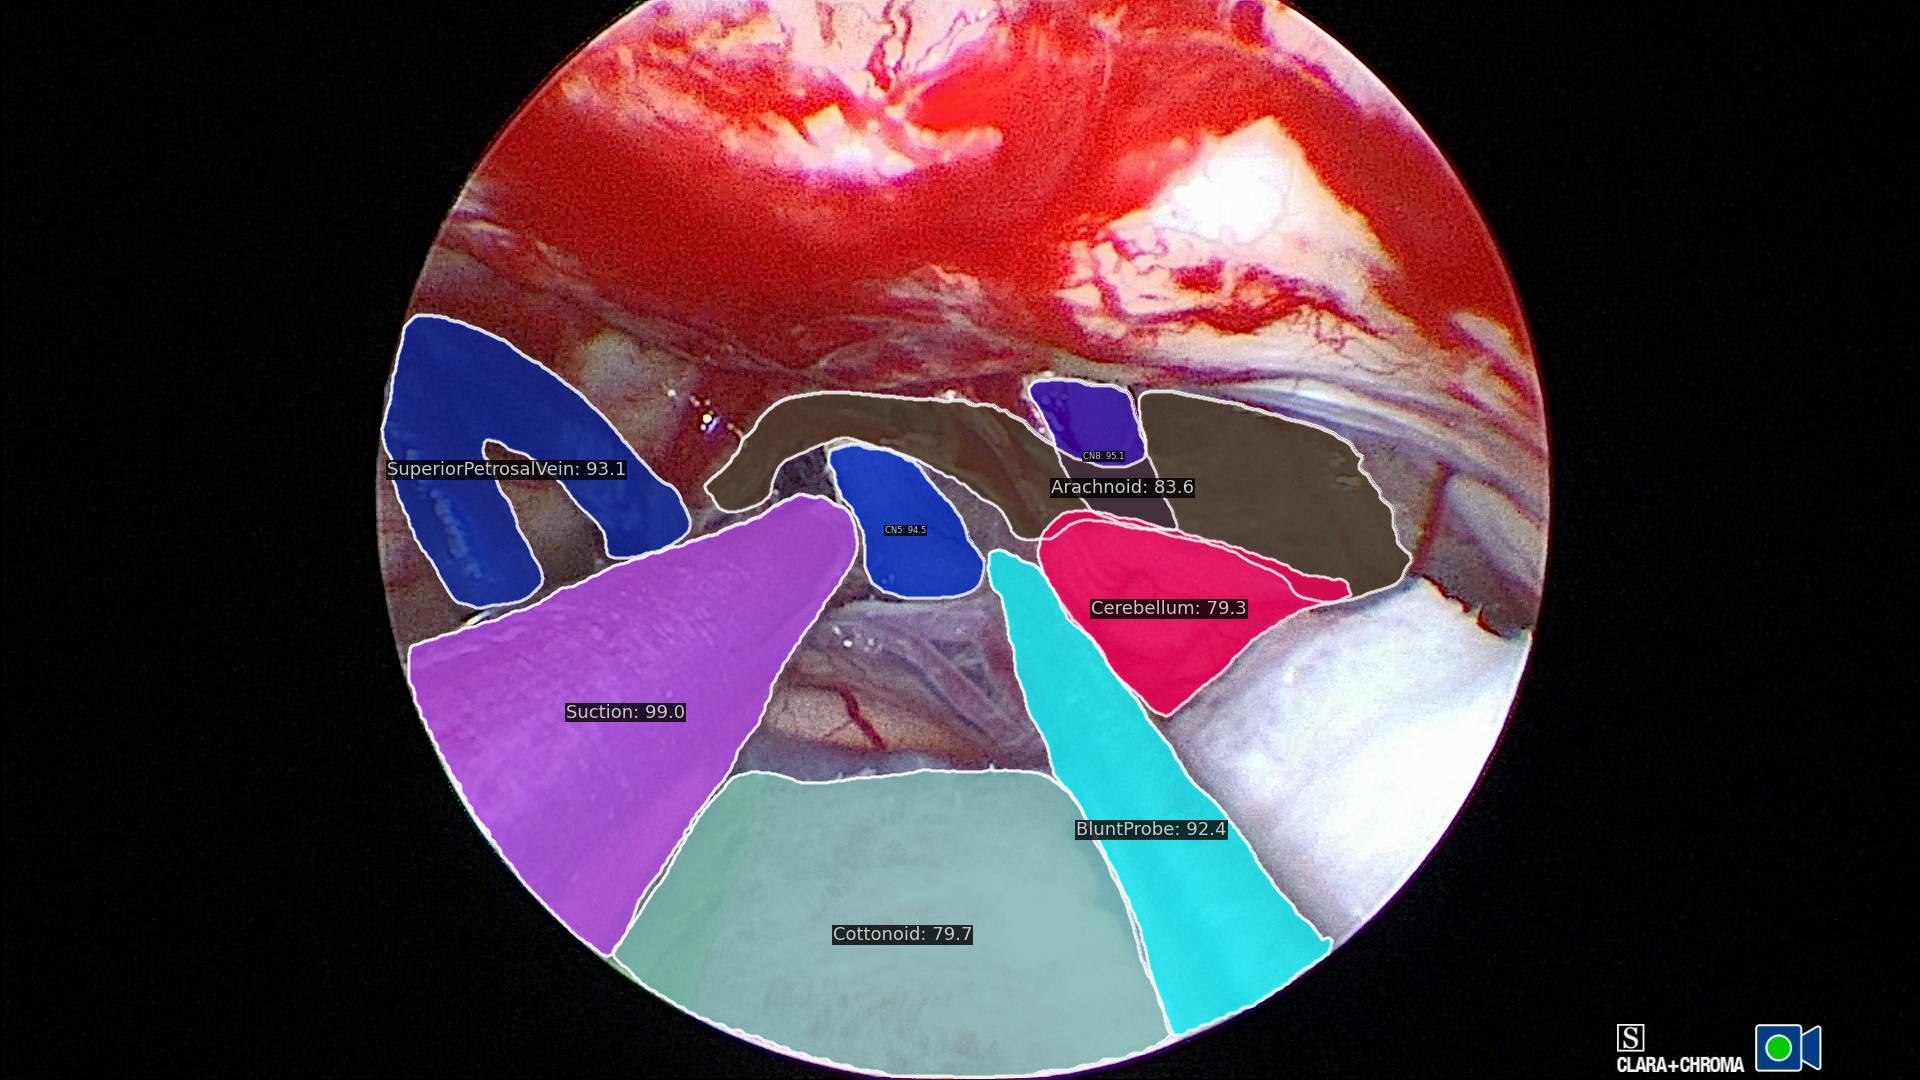 CN8: 95.1
SuperiorPetrosalVein: 93.1
Arachnoid: 83.6
CN5: 94.5
Cerebellum: 79.3
Suction: 99.0
BluntProbe: 92.4
Cottonoid: 79.7
S
CLARA+CHROMA